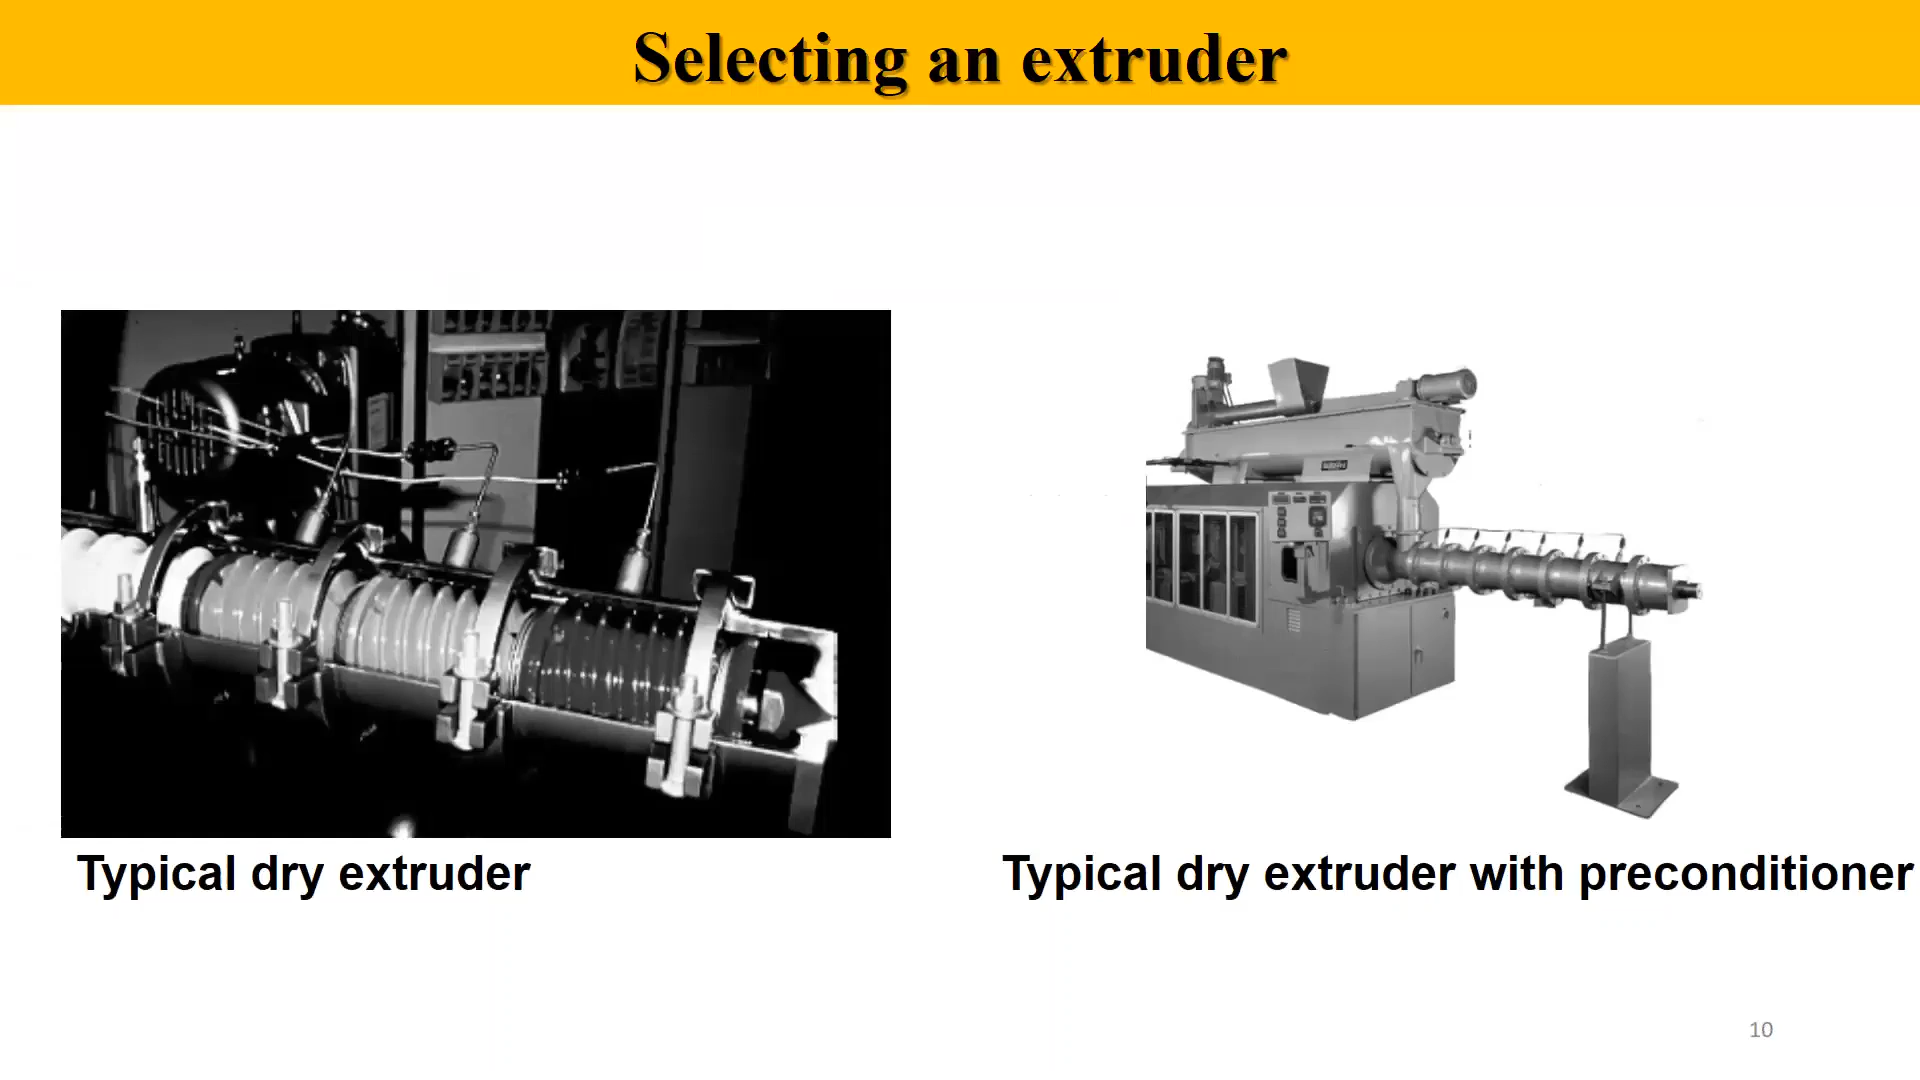 Selecting an extruder
Typical dry extruder
Typical dry extruder with preconditioner
10